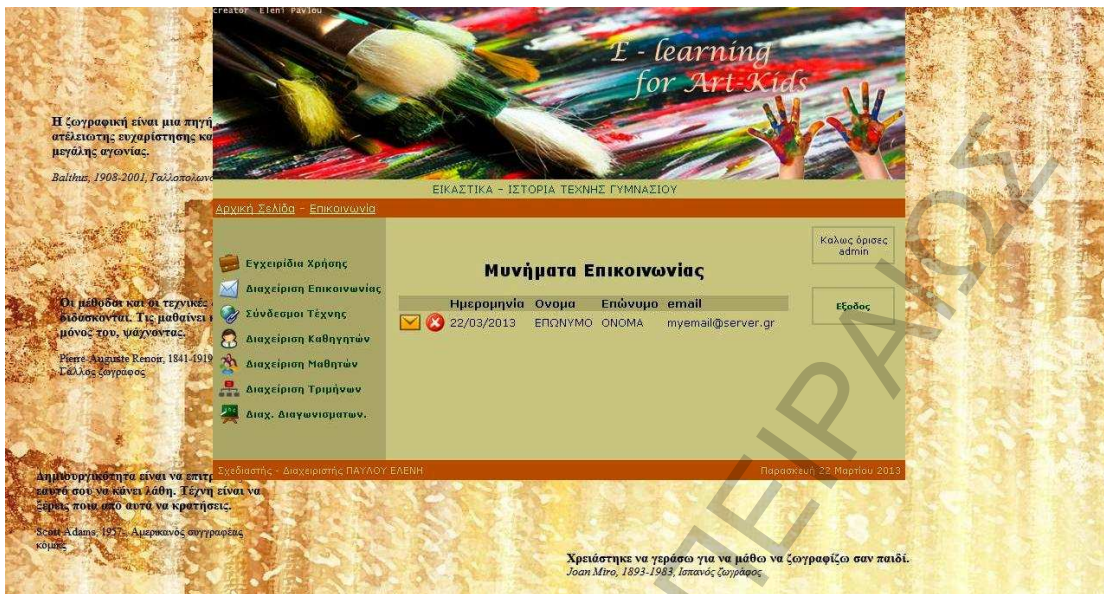 creator Eleni Pavlou
E - learning
for Art-Kids
ΕΙΚΑΣΤΙΚΑ – ΙΣΤΟΡΙΑ ΤΕΧΝΗΣ ΓΥΜΝΑΣΙΟΥ
Αρχική Σελίδα – Επικοινωνία
Καλως όρισες
admin
Εξοδος
Εγχειρίδια Χρήσης
Διαχείριση Επικοινωνίας
Σύνδεσμοι Τέχνης
Διαχείριση Καθηγητών
Διαχείριση Μαθητών
Διαχείριση Τριμήνων
Διαχ. Διαγωνισματων.
Μυνήματα Επικοινωνίας
Ημερομηνία Ονομα Επώνυμο email
22/03/2013 ΕΠΩΝΥΜΟ ΟΝΟΜΑ myemail@server.gr
Σχεδιαστής - Διαχειριστής ΠΑΥΛΟΥ ΕΛΕΝΗ
Παρασκευή 22 Μαρτίου 2013
Η ζωγραφική είναι μια πηγή
ατέλειωτης ευχαρίστησης κα
μεγάλης αγωνίας.
Balthus, 1908-2001, Γαλλοπολων
Οι μέθοδοι και οι τεχνικές
διδάσκονται. Τις μαθαίνει
μόνος του, ψάχνοντας.
Pierre Auguste Renoir, 1841-1919
Γάλλος ζωγράφος
Δημιουργικότητα είναι να επιτρ
εαυτό σου να κάνει λάθη. Τέχνη είναι να
ξέρεις ποια από αυτά να κρατήσεις.
Scott Adams, 1957-, Αμερικανός συγγραφέας
κόμικς
Χρειάστηκε να γεράσω για να μάθω να ζωγραφίζω σαν παιδί.
Joan Miro, 1893-1983, Ισπανός ζωγράφος
ΠΕΙΡΑΙΩΣ